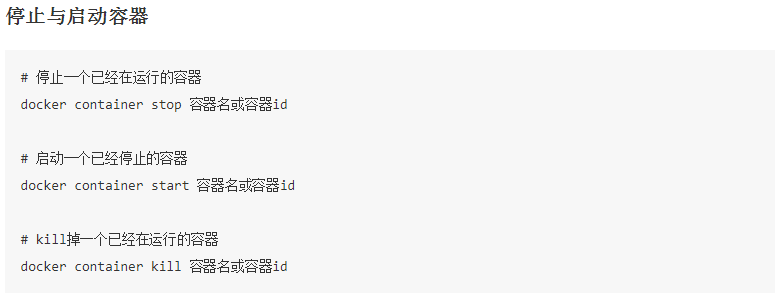 停止与启动容器
# 停止一个已经在运行的容器
docker container stop 容器名或容器id
# 启动一个已经停止的容器
docker container start 容器名或容器id
# kill掉一个已经在运行的容器
docker container kill 容器名或容器id